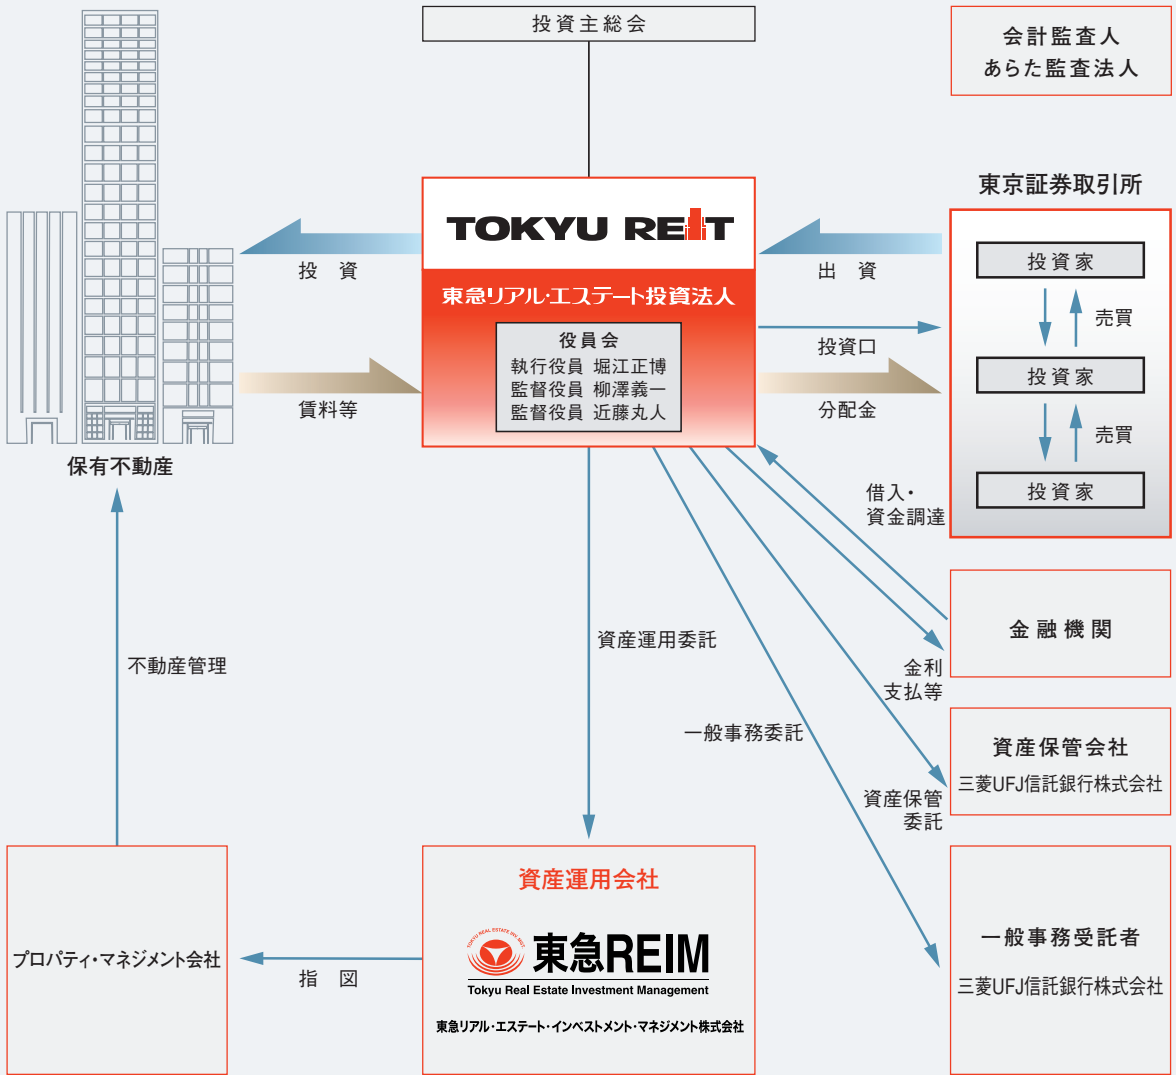 投資主総会
会計監査人
あらた監査法人
東京証券取引所
TOKYU REIT
東急リアル・エステート投資法人
役員会
執行役員 堀江正博
監督役員 柳澤義一
監督役員 近藤丸人
投 資
賃料等
出 資
投資口
分配金
投資家
売買
投資家
売買
投資家
保有不動産
借入・
資金調達
金融機関
金利
支払等
資産運用委託
不動産管理
一般事務委託
資産保管会社
三菱UFJ信託銀行株式会社
資産保管
委託
資産運用会社
TOKYU REAL ESTATE INV. MGT.
東急REIM
Tokyu Real Estate Investment Management
東急リアル・エステート・インベストメント・マネジメント株式会社
指 図
プロパティ・マネジメント会社
一般事務受託者
三菱UFJ信託銀行株式会社